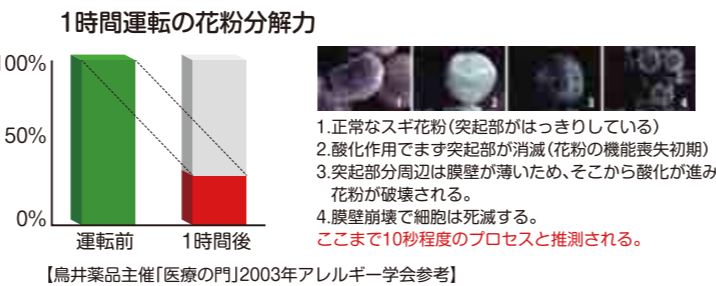 1時間運転の花粉分解力
100%
50%
0%
運転前
1時間後
1
2
3
4
1.正常なスギ花粉(突起部がはっきりしている)
2.酸化作用でまず突起部が消滅(花粉の機能喪失初期)
3.突起部分周辺は膜壁が薄いため、そこから酸化が進み
花粉が破壊される。
4.膜壁崩壊で細胞は死滅する。
ここまで10秒程度のプロセスと推測される。
【鳥井薬品主催「医療の門」2003年アレルギー学会参考】